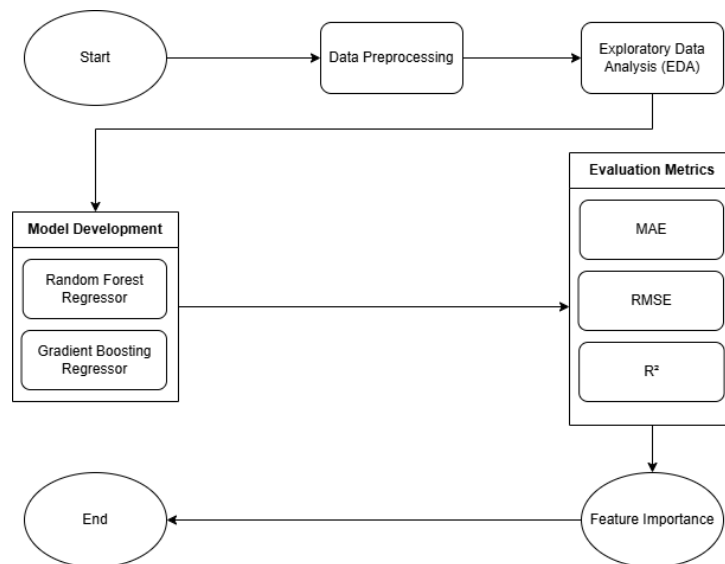 Start
Data Preprocessing
Exploratory Data
Analysis (EDA)
Model Development
Random Forest
Regressor
Gradient Boosting
Regressor
Evaluation Metrics
MAE
RMSE
R²
Feature Importance
End